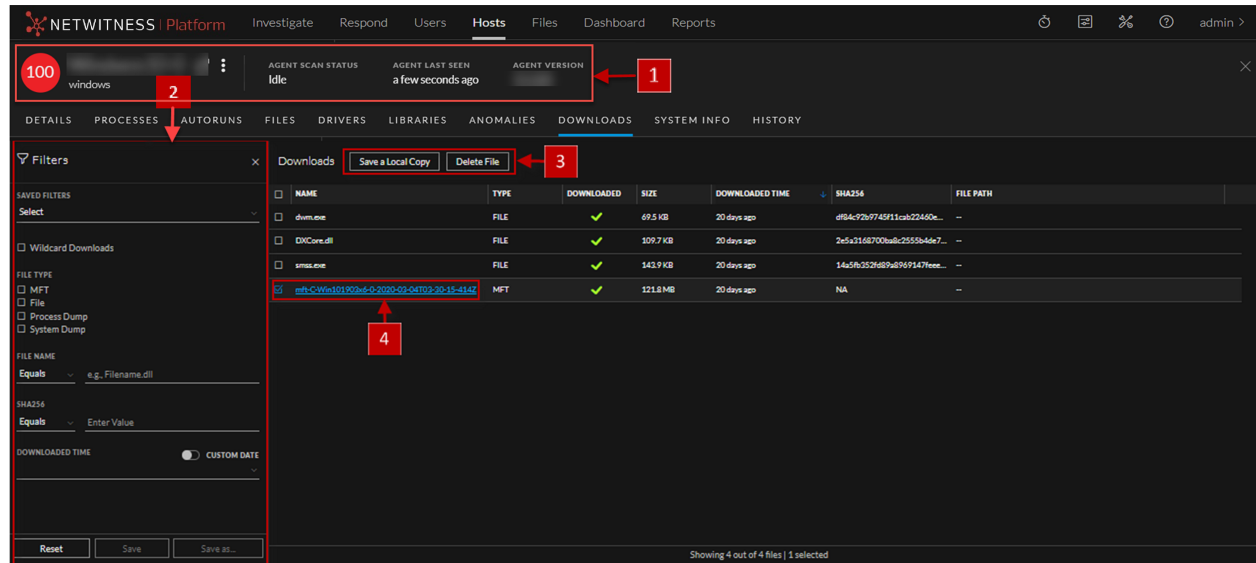 NETWITNESS | Platform Investigate Respond Users Hosts Files Dashboard Reports admin >
100
windows
AGENT SCAN STATUS AGENT LAST SEEN AGENT VERSION
Idle a few seconds ago
1
2
DETAILS PROCESSES AUTORUNS FILES DRIVERS LIBRARIES ANOMALIES DOWNLOADS SYSTEM INFO HISTORY
Filters
SAVED FILTERS
Select
Wildcard Downloads
FILE TYPE
MFT
File
Process Dump
System Dump
FILE NAME
Equals e.g., Filename.dll
SHA256
Equals Enter Value
DOWNLOADED TIME CUSTOM DATE
Reset Save Save as...
Downloads Save a Local Copy Delete File 3
NAME TYPE DOWNLOADED SIZE DOWNLOADED TIME SHA256 FILE PATH
dwm.exe FILE 69.5 KB 20 days ago df84c92b9745f11cab22460e... --
DXCore.dll FILE 109.7 KB 20 days ago 2e5a3168700ba8c2555b4de7... --
smss.exe FILE 143.9 KB 20 days ago 14a5fb352fd89a8969147feee... --
mft-C-Win101903x6-0-2020-03-04T03-30-15-414Z MFT 121.8 MB 20 days ago NA --
4
Showing 4 out of 4 files | 1 selected